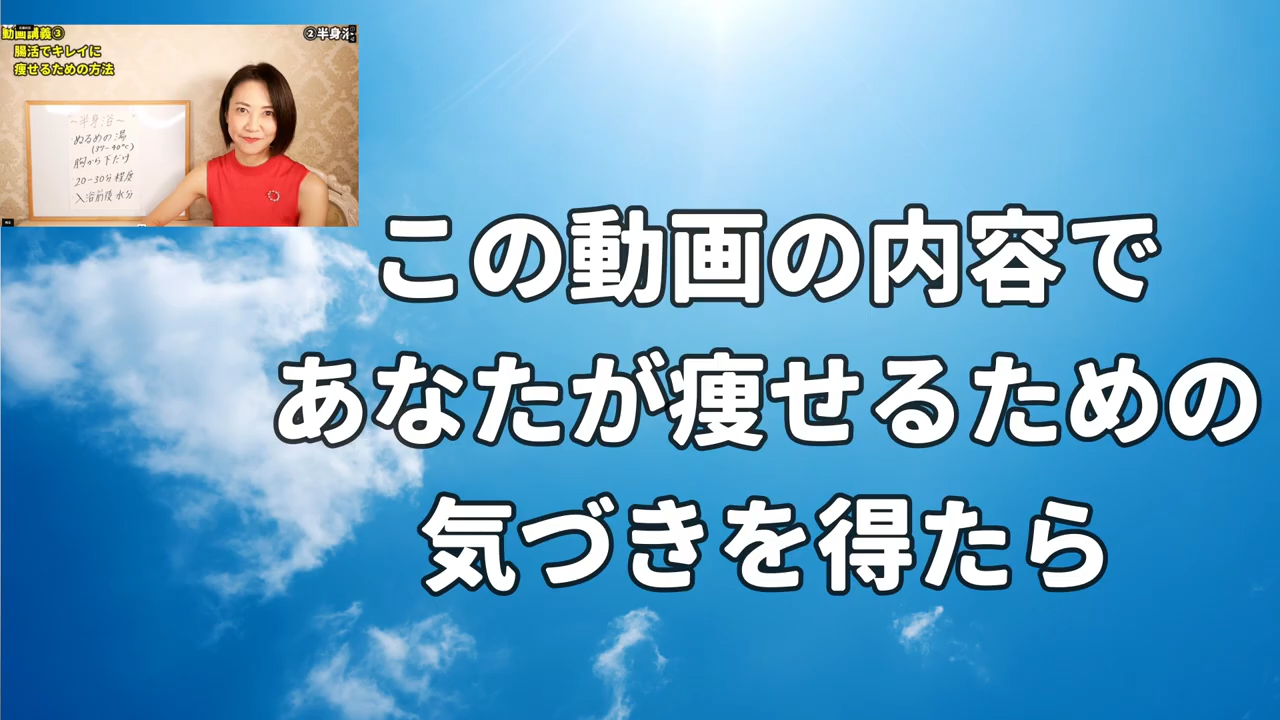 動画講義③
腸活でキレイに
痩せるための方法
②半身浴
～半身浴～
ぬるめの湯
(37-40℃)
胸から下だけ
20-30分程度
入浴前後水分
この動画の内容で
あなたが痩せるための
気づきを得たら